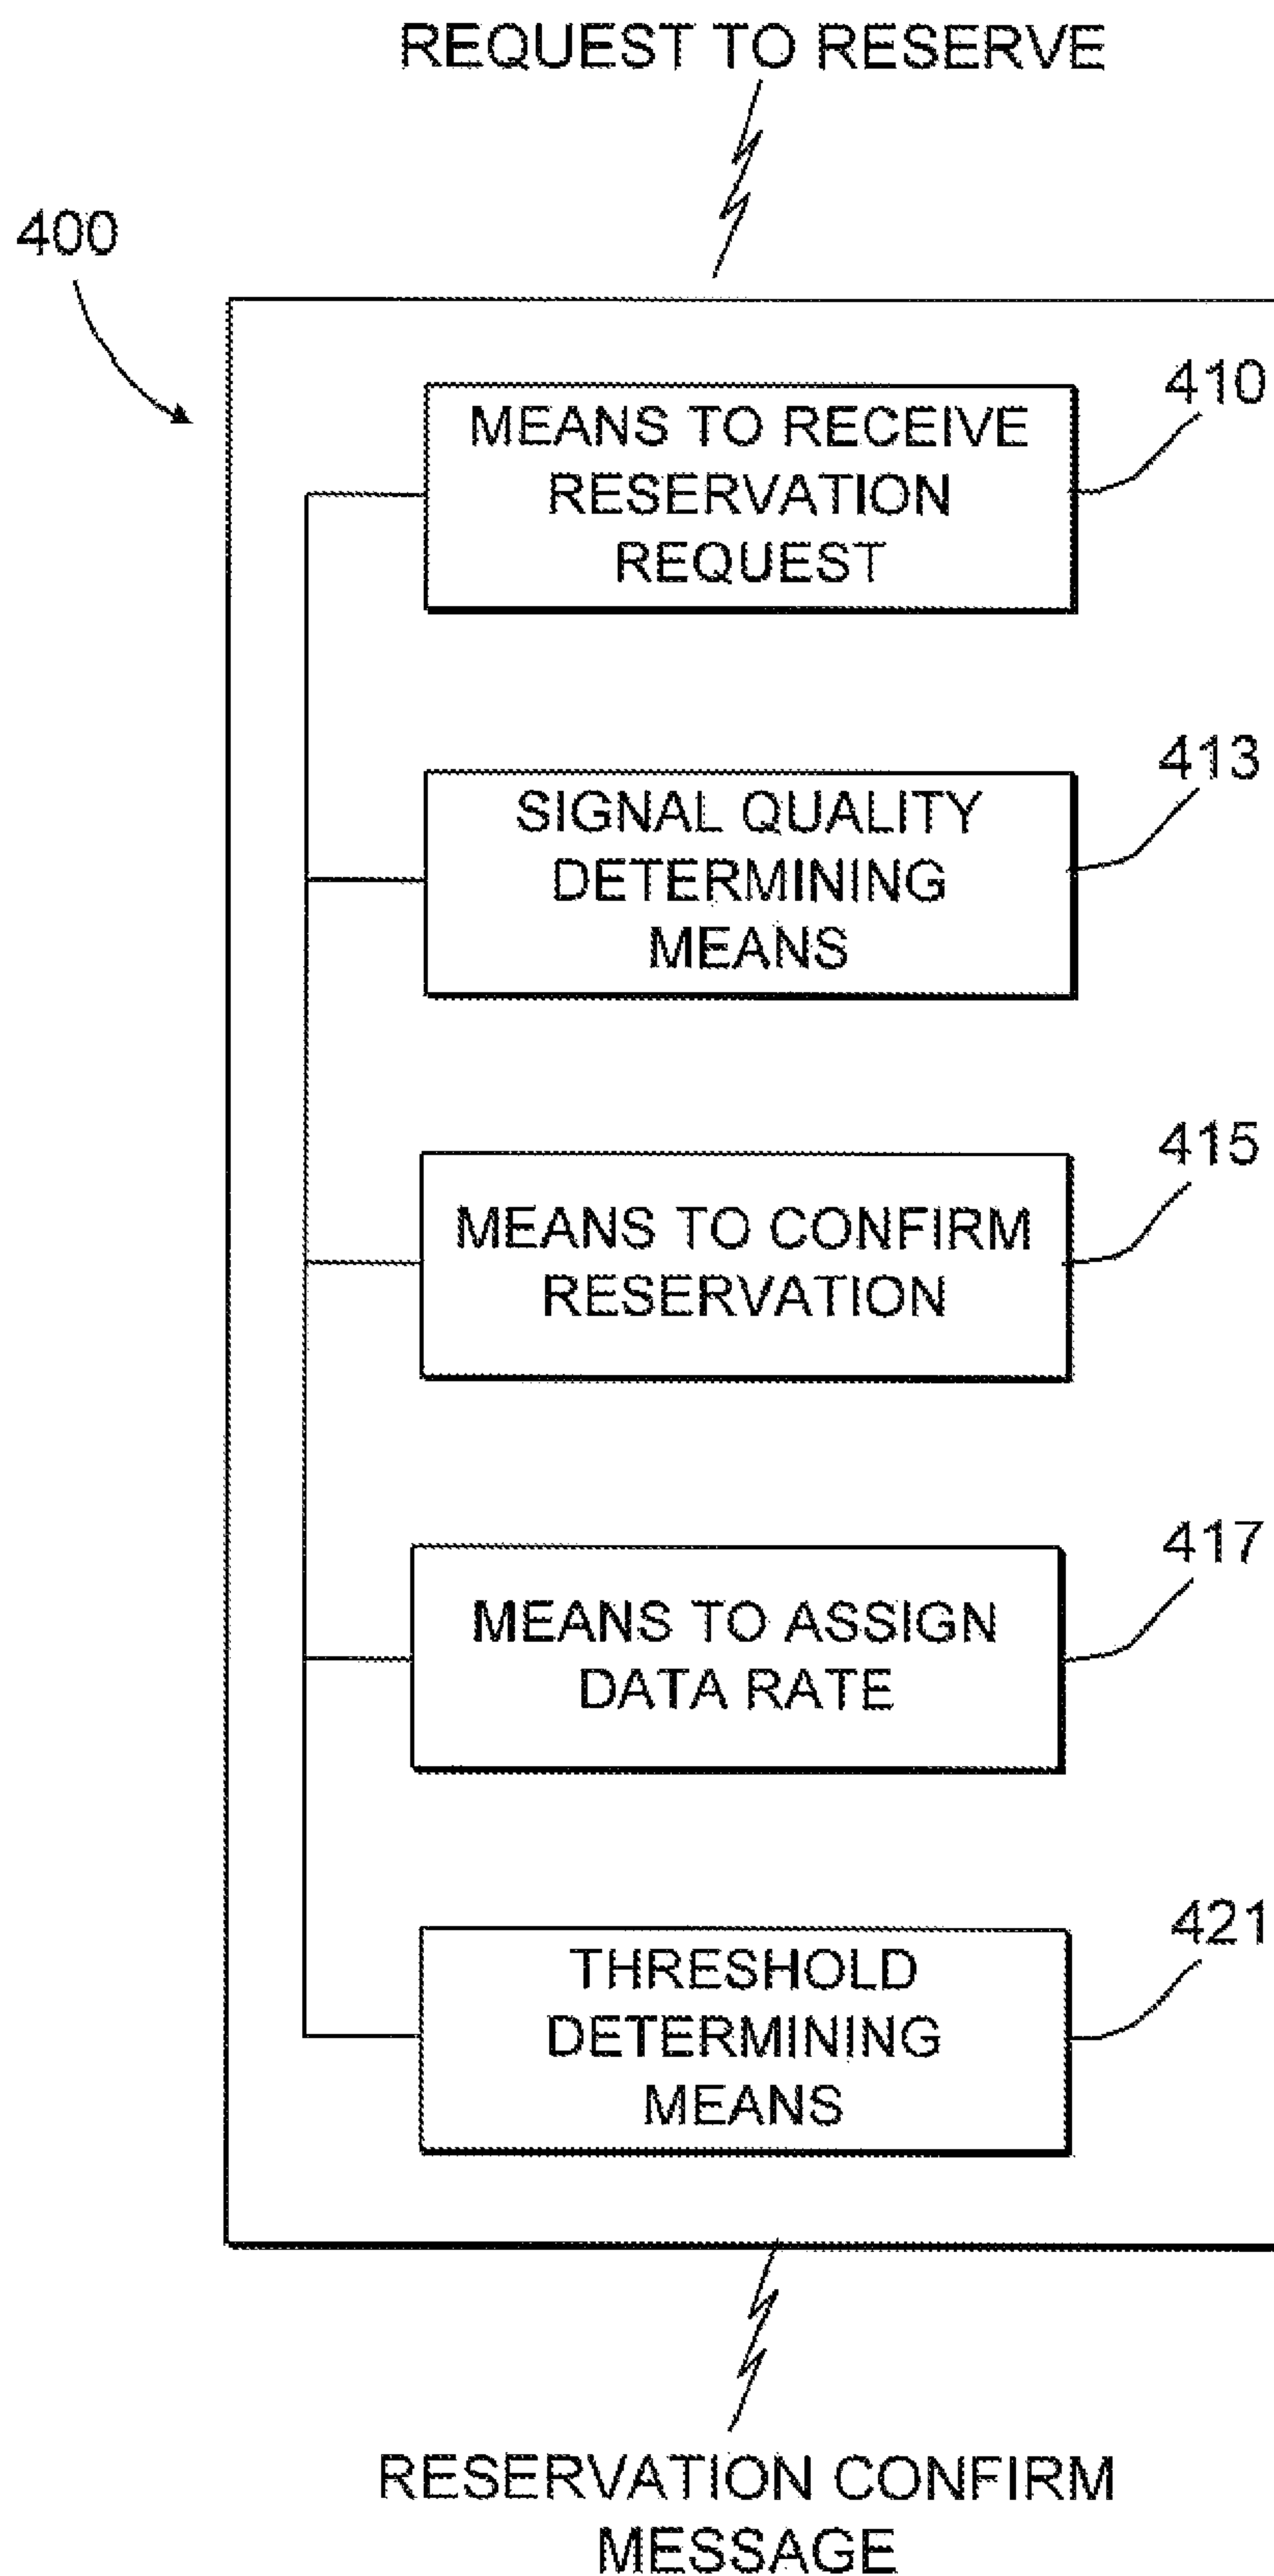 REQUEST TO RESERVE
400
410
MEANS TO RECEIVE
RESERVATION
REQUEST
413
SIGNAL QUALITY
DETERMINING
MEANS
415
MEANS TO CONFIRM
RESERVATION
417
MEANS TO ASSIGN
DATA RATE
421
THRESHOLD
DETERMINING
MEANS
RESERVATION CONFIRM
MESSAGE